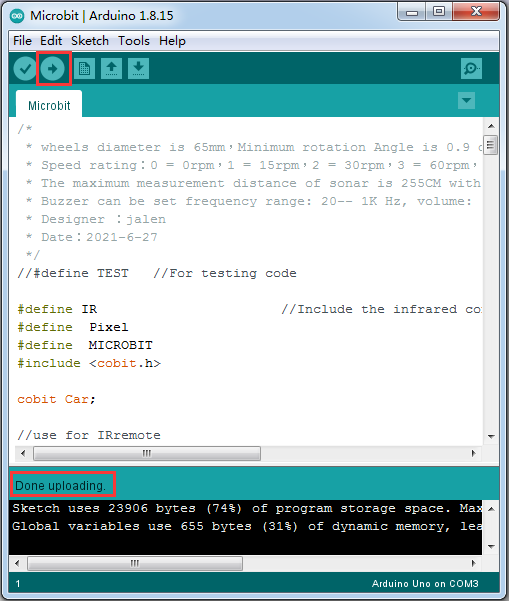 Microbit | Arduino 1.8.15
File Edit Sketch Tools Help
Microbit
/*
* wheels diameter is 65mm，Minimum rotation Angle is 0.9
* Speed rating：0 = 0rpm，1 = 15rpm，2 = 30rpm，3 = 60rpm，
* The maximum measurement distance of sonar is 255CM with
* Buzzer can be set frequency range: 20-- 1K Hz, volume:
* Designer ：jalen
* Date：2021-6-27
*/
//#define TEST //For testing code
#define IR //Include the infrared
#define Pixel
#define MICROBIT
#include <cobit.h>
cobit Car;
//use for IRremote
Done uploading.
Sketch uses 23906 bytes (74%) of program storage space. Max
Global variables use 655 bytes (31%) of dynamic memory, lea
1 Arduino Uno on COM3